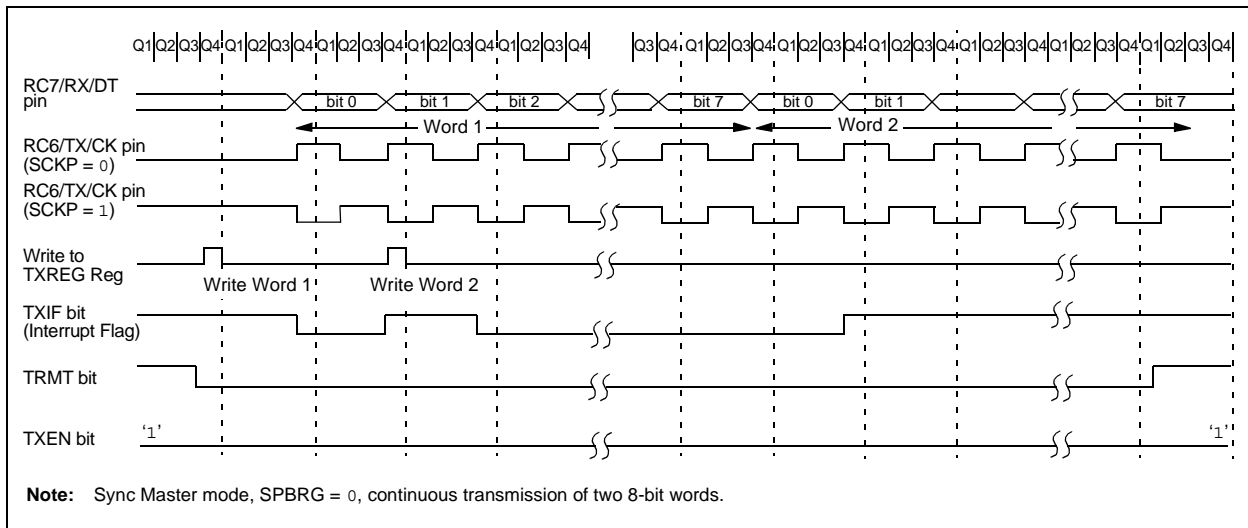 Q1 Q2 Q3 Q4 Q1 Q2 Q3 Q4 Q1 Q2 Q3 Q4 Q1 Q2 Q3 Q4 Q1 Q2 Q3 Q4 Q3 Q4 Q1 Q2 Q3 Q4 Q1 Q2 Q3 Q4 Q1 Q2 Q3 Q4 Q1 Q2 Q3 Q4 Q1 Q2 Q3 Q4 Q1 Q2 Q3 Q4
RC7/RX/DT
pin
bit 0 bit 1 bit 2 bit 7 bit 0 bit 1 bit 7
Word 1 Word 2
RC6/TX/CK pin
(SCKP = 0)
RC6/TX/CK pin
(SCKP = 1)
Write to
TXREG Reg
Write Word 1 Write Word 2
TXIF bit
(Interrupt Flag)
TRMT bit
TXEN bit
‘1’ ‘1’
Note: Sync Master mode, SPBRG = 0, continuous transmission of two 8-bit words.